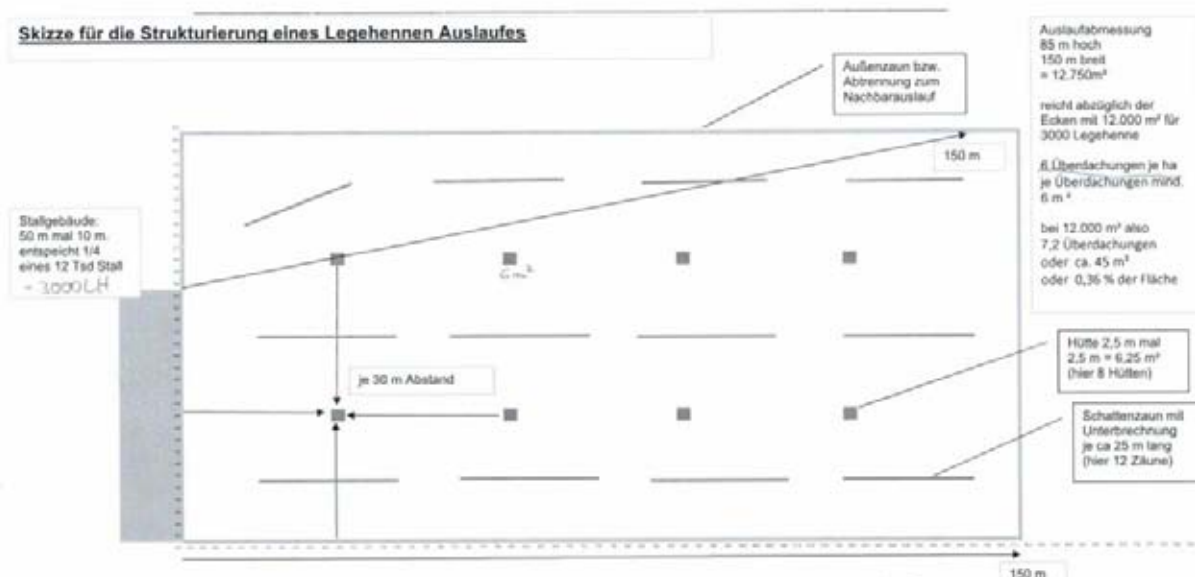 Skizze für die Strukturierung eines Legehennen Auslaufes
Außenzaun bzw.
Abtrennung zum
Nachbarauslauf
Auslaufabmessung
85 m hoch
150 m breit
= 12.750m²
reicht abzüglich der
Ecken mit 12.000 m² für
3000 Legehenne
6 Überdachungen je ha
je Überdachungen mind.
6 m²
bei 12.000 m² also
7,2 Überdachungen
oder ca. 45 m²
oder 0,36 % der Fläche
150 m
Stallgebäude:
50 m mal 10 m.
entspeicht 1/4
eines 12 Tsd Stall
= 3000 LH
6 m²
je 30 m Abstand
Hütte 2,5 m mal
2,5 m = 6,25 m²
(hier 8 Hütten)
Schattenzaun mit
Unterbrechnung
je ca 25 m lang
(hier 12 Zäune)
150 m